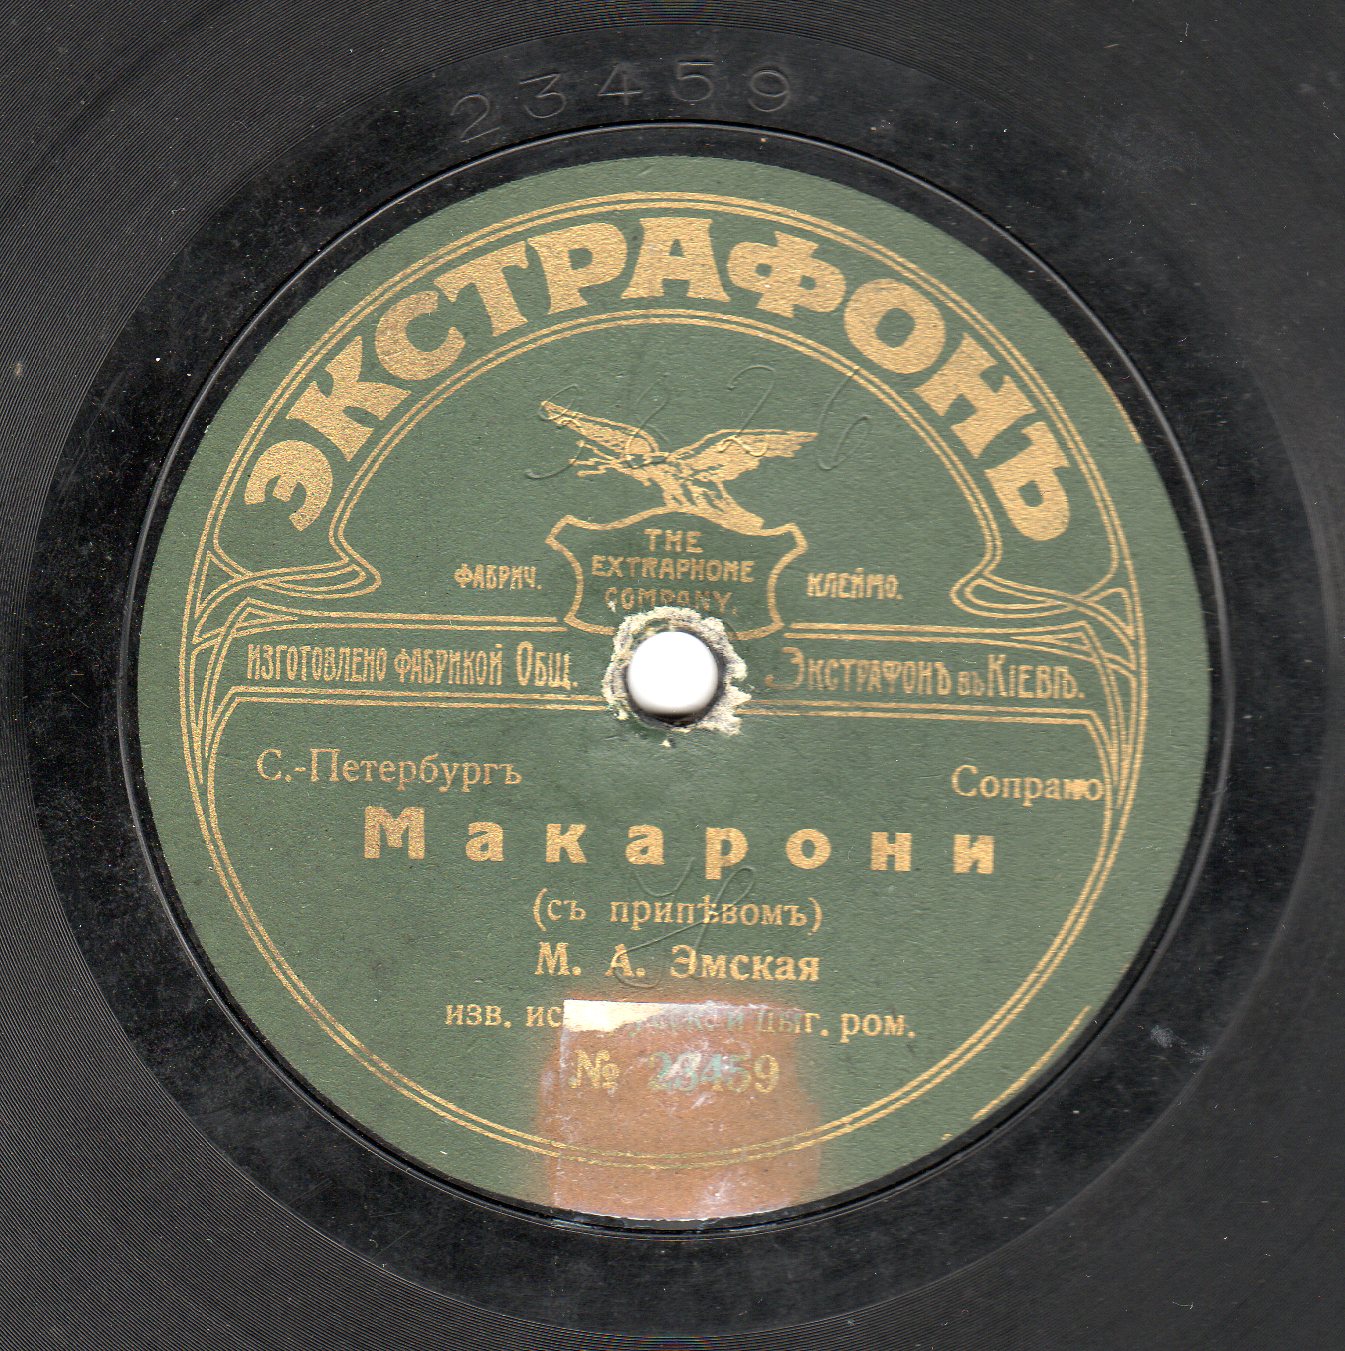 23459
ЭКСТРАФОНЪ
3226
THE
EXTRAPHONE
COMPANY.
ФАБРИЧ. КЛЕЙМО.
ИЗГОТОВЛЕНО ФАБРИКОЙ ОБЩ. ЭКСТРАФОНЪ въ КІЕВѢ.
С.-Петербургъ Сопрано
Макарони
(съ припѣвомъ)
М. А. Эмская
изв. и цыг. ром.
№ 23459